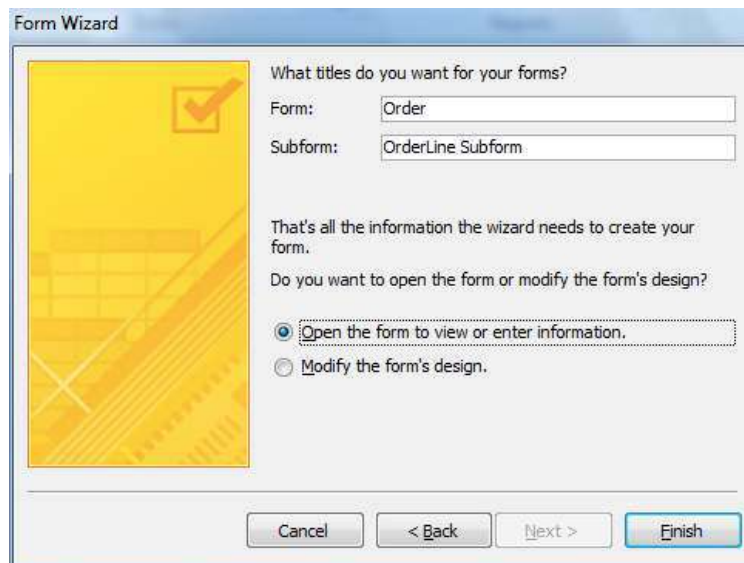 Form Wizard
What titles do you want for your forms?
Form: Order
Subform: OrderLine Subform
That's all the information the wizard needs to create your
form.
Do you want to open the form or modify the form's design?
Open the form to view or enter information.
Modify the form's design.
Cancel < Back Next > Finish